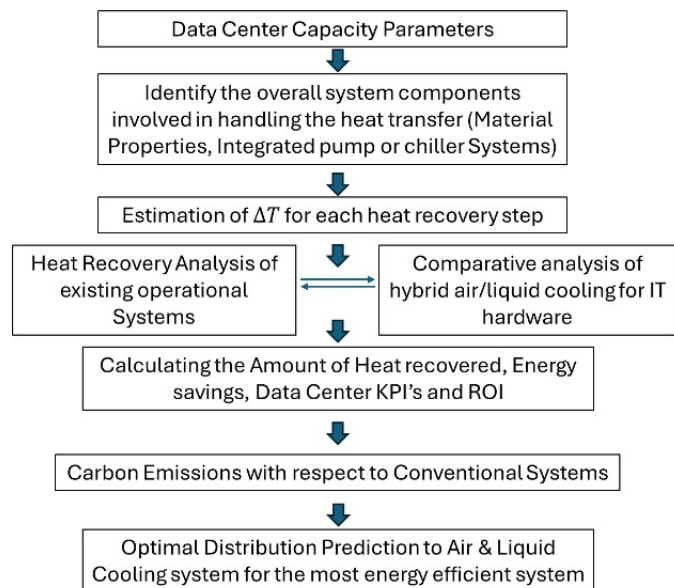 Data Center Capacity Parameters
Identify the overall system components
involved in handling the heat transfer (Material
Properties, Integrated pump or chiller Systems)
Estimation of ΔT for each heat recovery step
Heat Recovery Analysis of
existing operational
Systems
Comparative analysis of
hybrid air/liquid cooling for IT
hardware
Calculating the Amount of Heat recovered, Energy
savings, Data Center KPI's and ROI
Carbon Emissions with respect to Conventional Systems
Optimal Distribution Prediction to Air & Liquid
Cooling system for the most energy efficient system